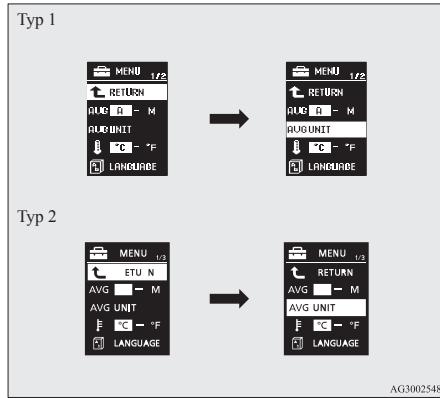 Typ 1
MENU 1/2
RETURN
AVG A - M
AVG UNIT
°C - °F
LANGUAGE
MENU 1/2
RETURN
AVG A - M
AVG UNIT
°C - °F
LANGUAGE
Typ 2
MENU 1/3
ETU N
AVG - M
AVG UNIT
°C - °F
LANGUAGE
MENU 1/3
RETURN
AVG - M
AVG UNIT
°C - °F
LANGUAGE
AG3002548